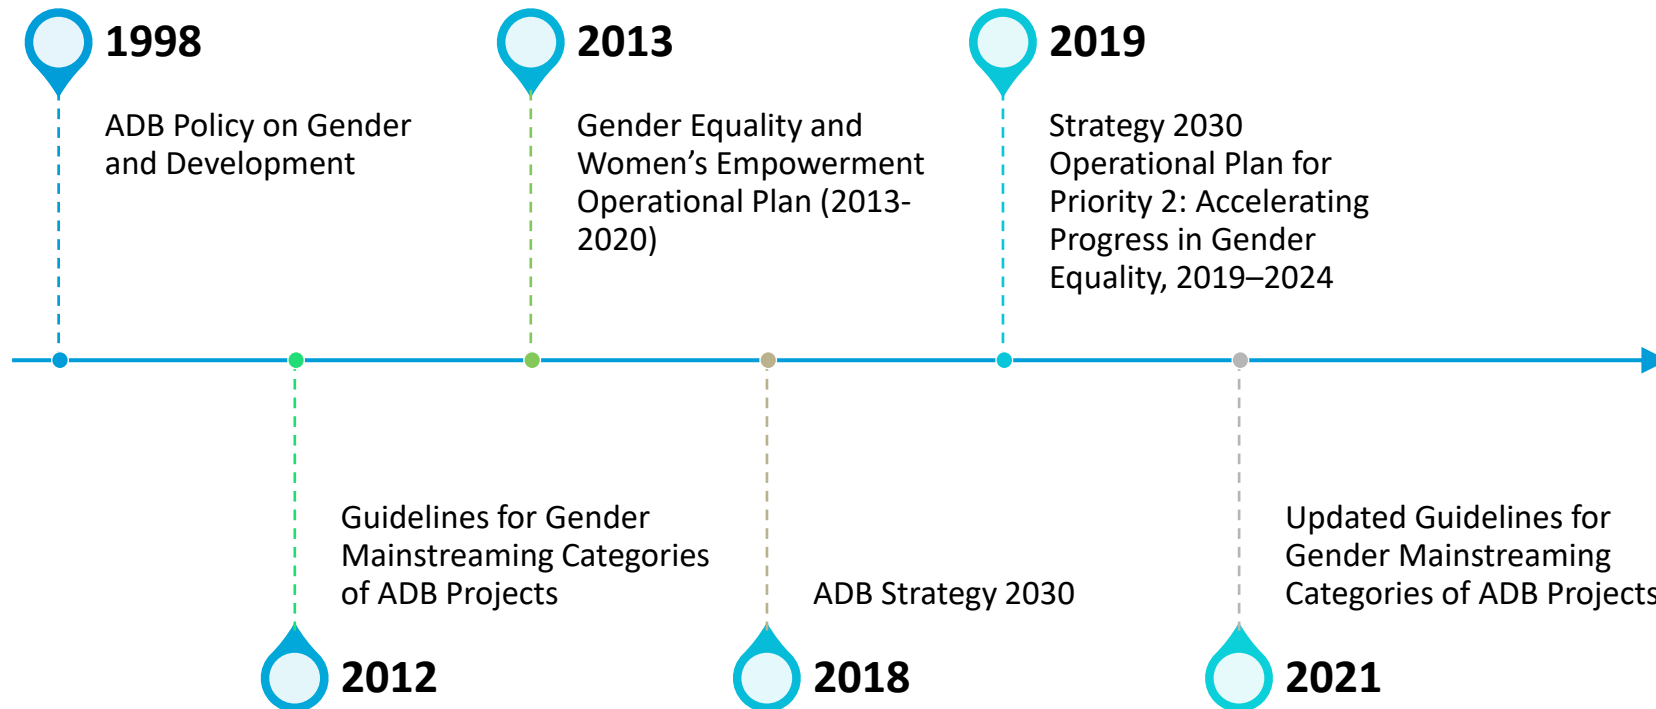 1998
ADB Policy on Gender
and Development
2013
Gender Equality and
Women’s Empowerment
Operational Plan (2013-
2020)
2019
Strategy 2030
Operational Plan for
Priority 2: Accelerating
Progress in Gender
Equality, 2019–2024
Guidelines for Gender
Mainstreaming Categories
of ADB Projects
2012
ADB Strategy 2030
2018
Updated Guidelines for
Gender Mainstreaming
Categories of ADB Projects
2021